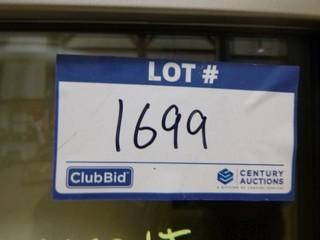 LOT #
1699
ClubBid
CENTURY
AUCTIONS